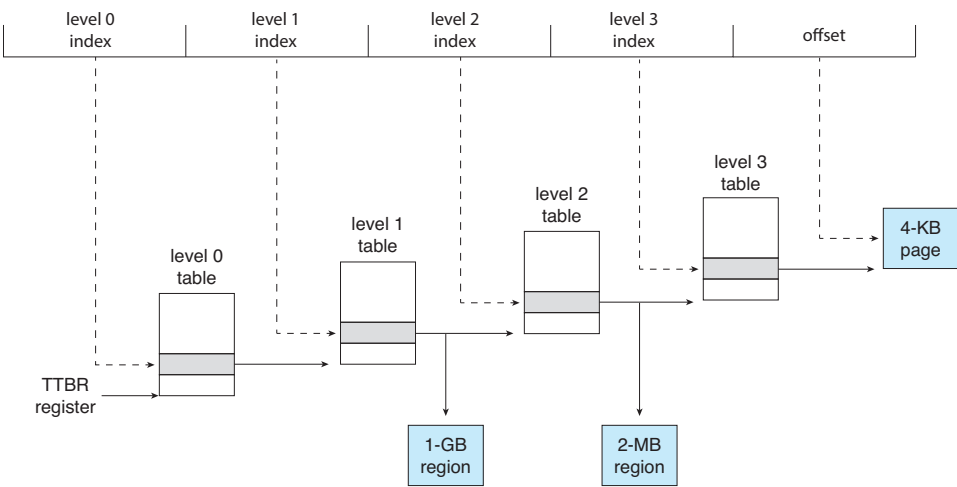 level 0
index
level 1
index
level 2
index
level 3
index
offset
level 3
table
level 2
table
level 1
table
level 0
table
4-KB
page
TTBR
register
1-GB
region
2-MB
region